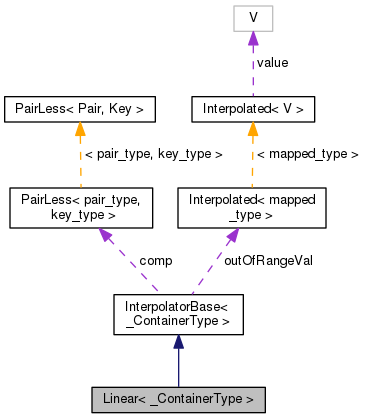 V
value
PairLess< Pair, Key >
Interpolated< V >
< pair_type, key_type >
< mapped_type >
PairLess< pair_type,
key_type >
Interpolated< mapped
_type >
comp
outOfRangeVal
InterpolatorBase<
_ContainerType >
Linear< _ContainerType >